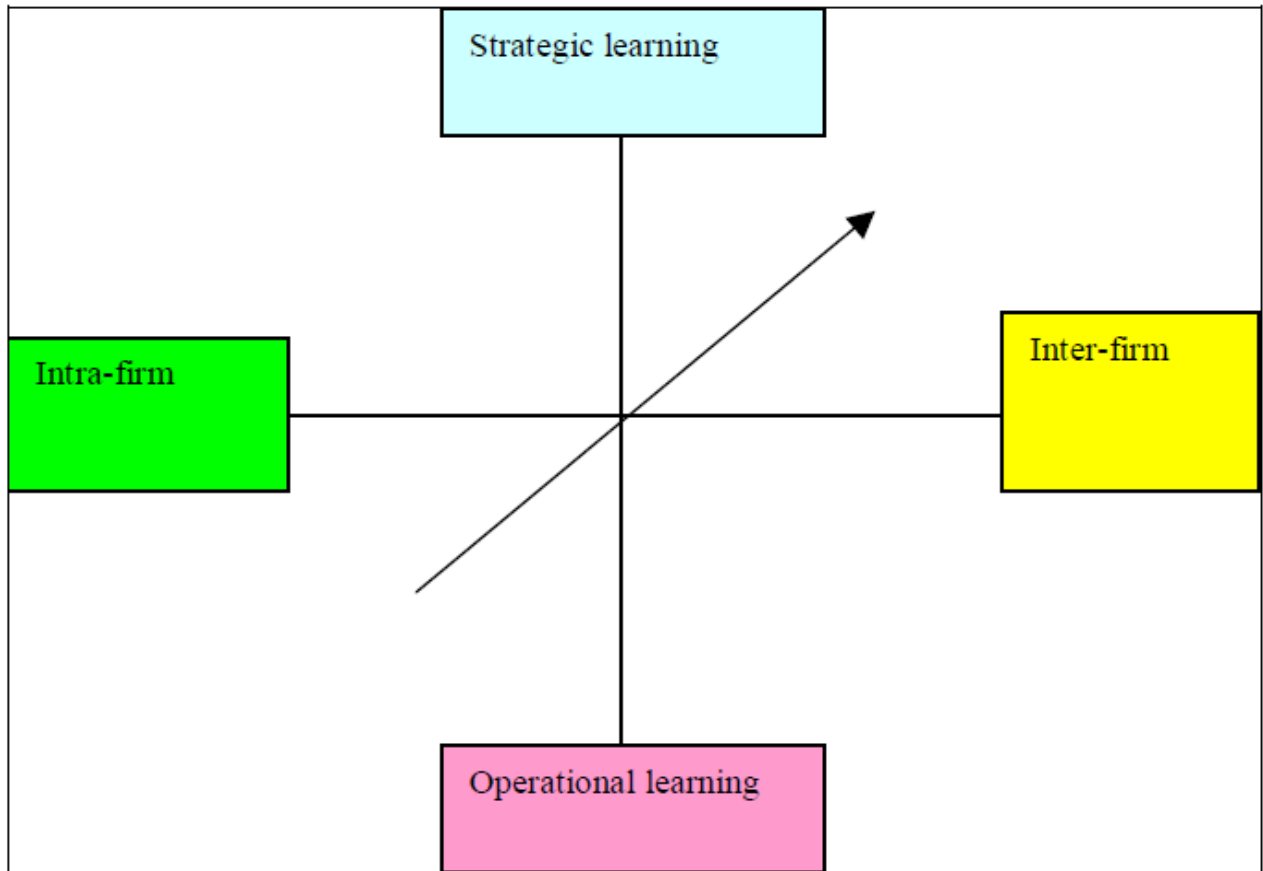 Strategic learning
Intra-firm
Inter-firm
Operational learning